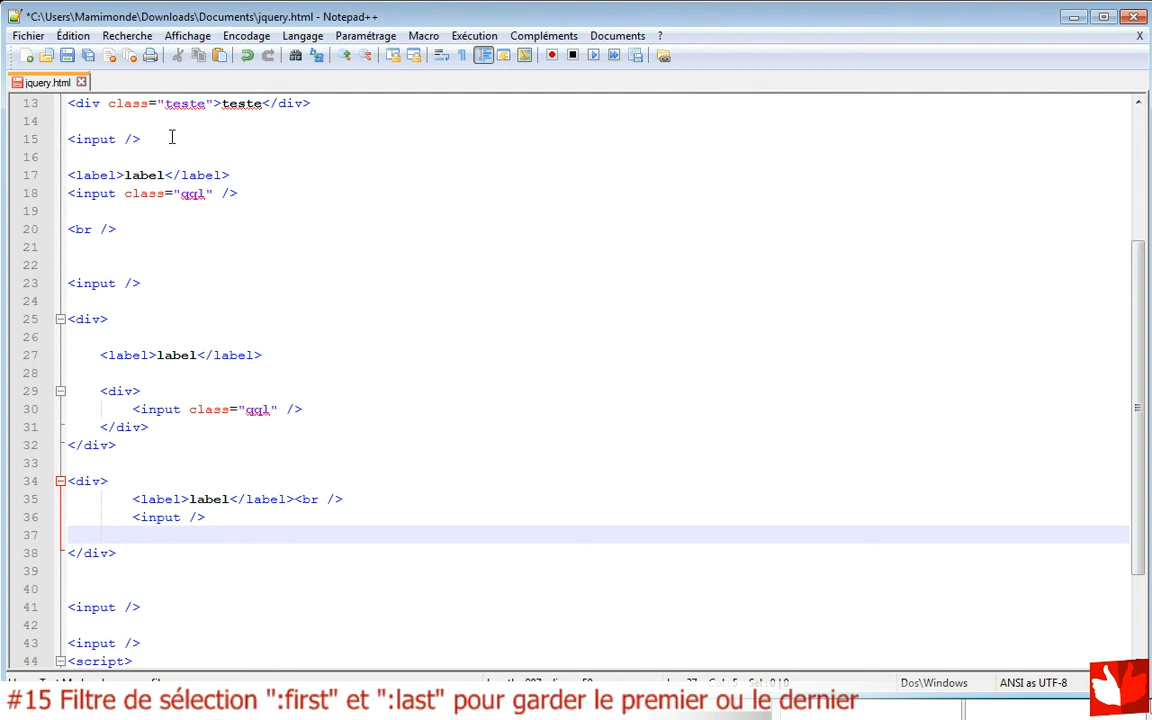 *C:\Users\Mamimonde\Downloads\Documents\jquery.html - Notepad++
Fichier Édition Recherche Affichage Encodage Langage Paramétrage Macro Exécution Compléments Documents ? X
jquery.html
13 <div class="teste">teste</div>
14
15 <input />
16
17 <label>label</label>
18 <input class="qql" />
19
20 <br />
21
22
23 <input />
24
25 <div>
26
27 <label>label</label>
28
29 <div>
30 <input class="qql" />
31 </div>
32 </div>
33
34 <div>
35 <label>label</label><br />
36 <input />
37
38 </div>
39
40
41 <input />
42
43 <input />
44 <script>
Dos\Windows ANSI as UTF-8
#15 Filtre de sélection ":first" et ":last" pour garder le premier ou le dernier